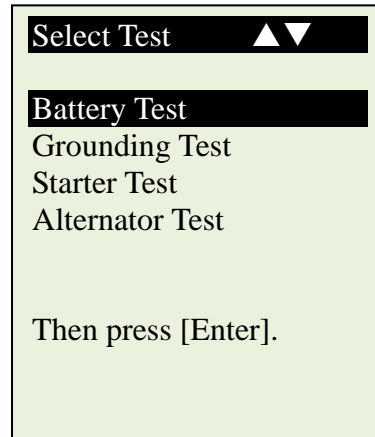 Select Test ▲▼
Battery Test
Grounding Test
Starter Test
Alternator Test
Then press [Enter].